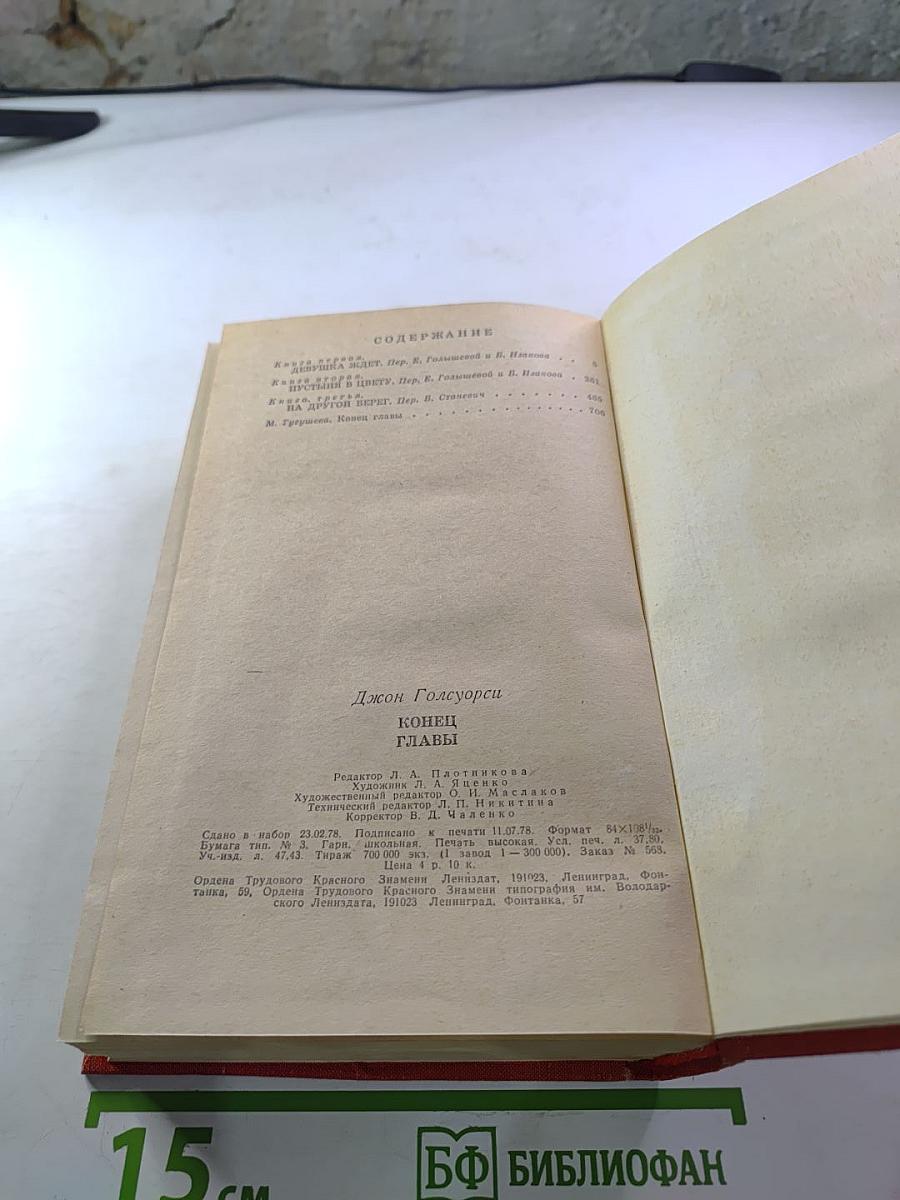 СОДЕРЖАНИЕ
Книга первая.
ДЕВУШКА ЖДЕТ. Пер. Е. Голышевой и Б. Изакова . . 5
Книга вторая.
ПУСТЫНЯ В ЦВЕТУ. Пер. Е. Голышевой и Б. Изакова . 261
Книга третья.
НА ДРУГОЙ БЕРЕГ. Пер. В. Станевич . . . . . . . 465
М. Тугушева. Конец главы . . . . . . . . . . . . . . . 706
Джон Голсуорси
КОНЕЦ
ГЛАВЫ
Редактор Л. А. Плотникова
Художник Л. А. Яценко
Художественный редактор О. И. Маслаков
Технический редактор Л. П. Никитина
Корректор В. Д. Чаленко
Сдано в набор 23.02.78. Подписано к печати 11.07.78. Формат 84×108¹/₃₂.
Бумага тип. № 3. Гарн. школьная. Печать высокая. Усл. печ. л. 37,80.
Уч.-изд. л. 47,43. Тираж 700 000 экз. (1 завод 1—300 000). Заказ № 563.
Цена 4 р. 10 к.
Ордена Трудового Красного Знамени Лениздат, 191023, Ленинград, Фон-
танка, 59, Ордена Трудового Красного Знамени типография им. Володар-
ского Лениздата, 191023 Ленинград, Фонтанка, 57
15 см
БФ БИБЛИОФАН